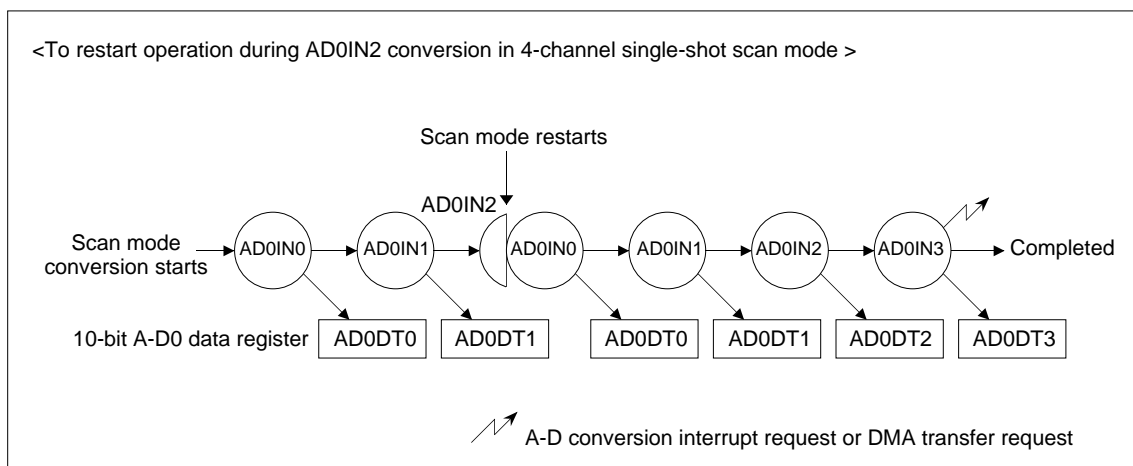 <To restart operation during AD0IN2 conversion in 4-channel single-shot scan mode >
Scan mode restarts
AD0IN2
Scan mode
conversion starts
AD0IN0
AD0IN1
AD0IN0
AD0IN1
AD0IN2
AD0IN3
Completed
10-bit A-D0 data register
AD0DT0
AD0DT1
AD0DT0
AD0DT1
AD0DT2
AD0DT3
A-D conversion interrupt request or DMA transfer request